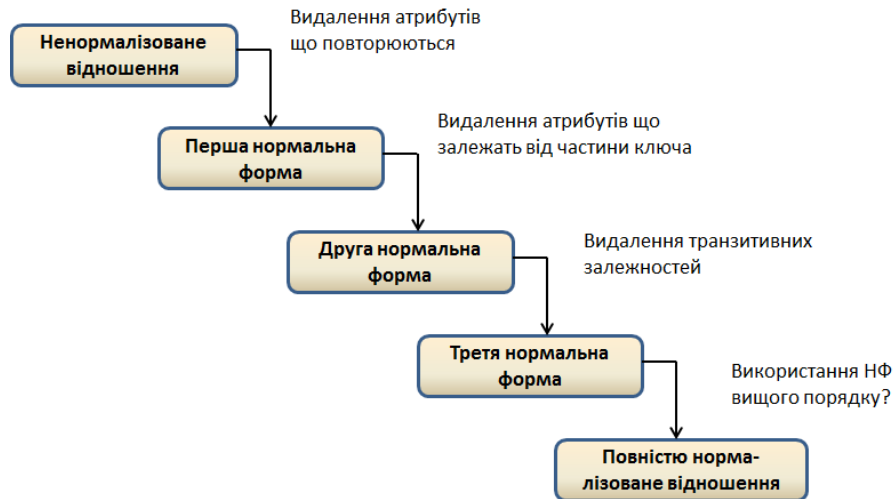 Ненормалізоване
відношення
Видалення атрибутів
що повторюються
Перша нормальна
форма
Видалення атрибутів що
залежать від частини ключа
Друга нормальна
форма
Видалення транзитивних
залежностей
Третя нормальна
форма
Використання НФ
вищого порядку?
Повністю норма-
лізоване відношення